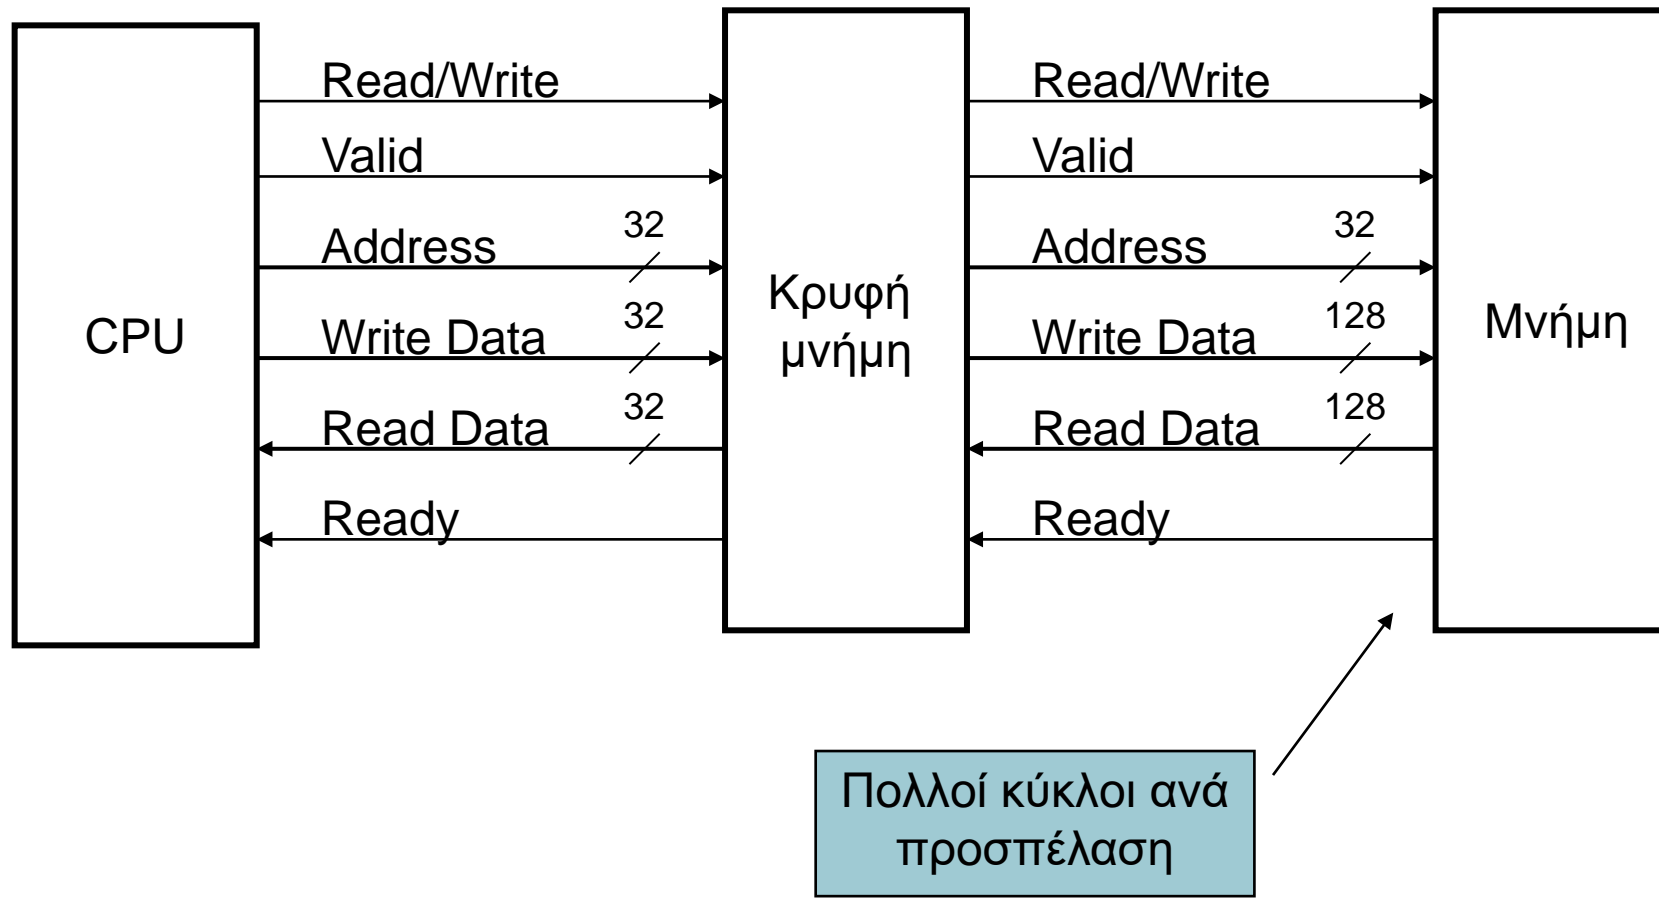 CPU
Read/Write
Valid
Address 32
Write Data 32
Read Data 32
Ready
Κρυφή
μνήμη
Read/Write
Valid
Address 32
Write Data 128
Read Data 128
Ready
Μνήμη
Πολλοί κύκλοι ανά
προσπέλαση